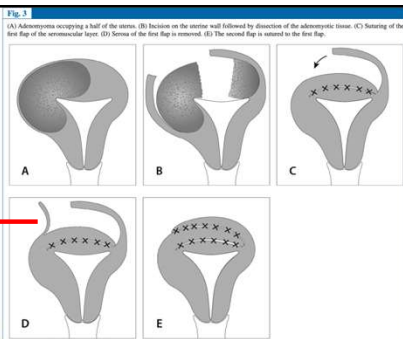 Fig. 3
(A) Adenomyoma occupying a half of the uterus. (B) Incision on the uterine wall followed by dissection of the adenomyotic tissue. (C) Suturing of the
first flap of the seromuscular layer. (D) Serosa of the first flap is removed. (E) The second flap is sutured to the first flap.
A
B
C
D
E